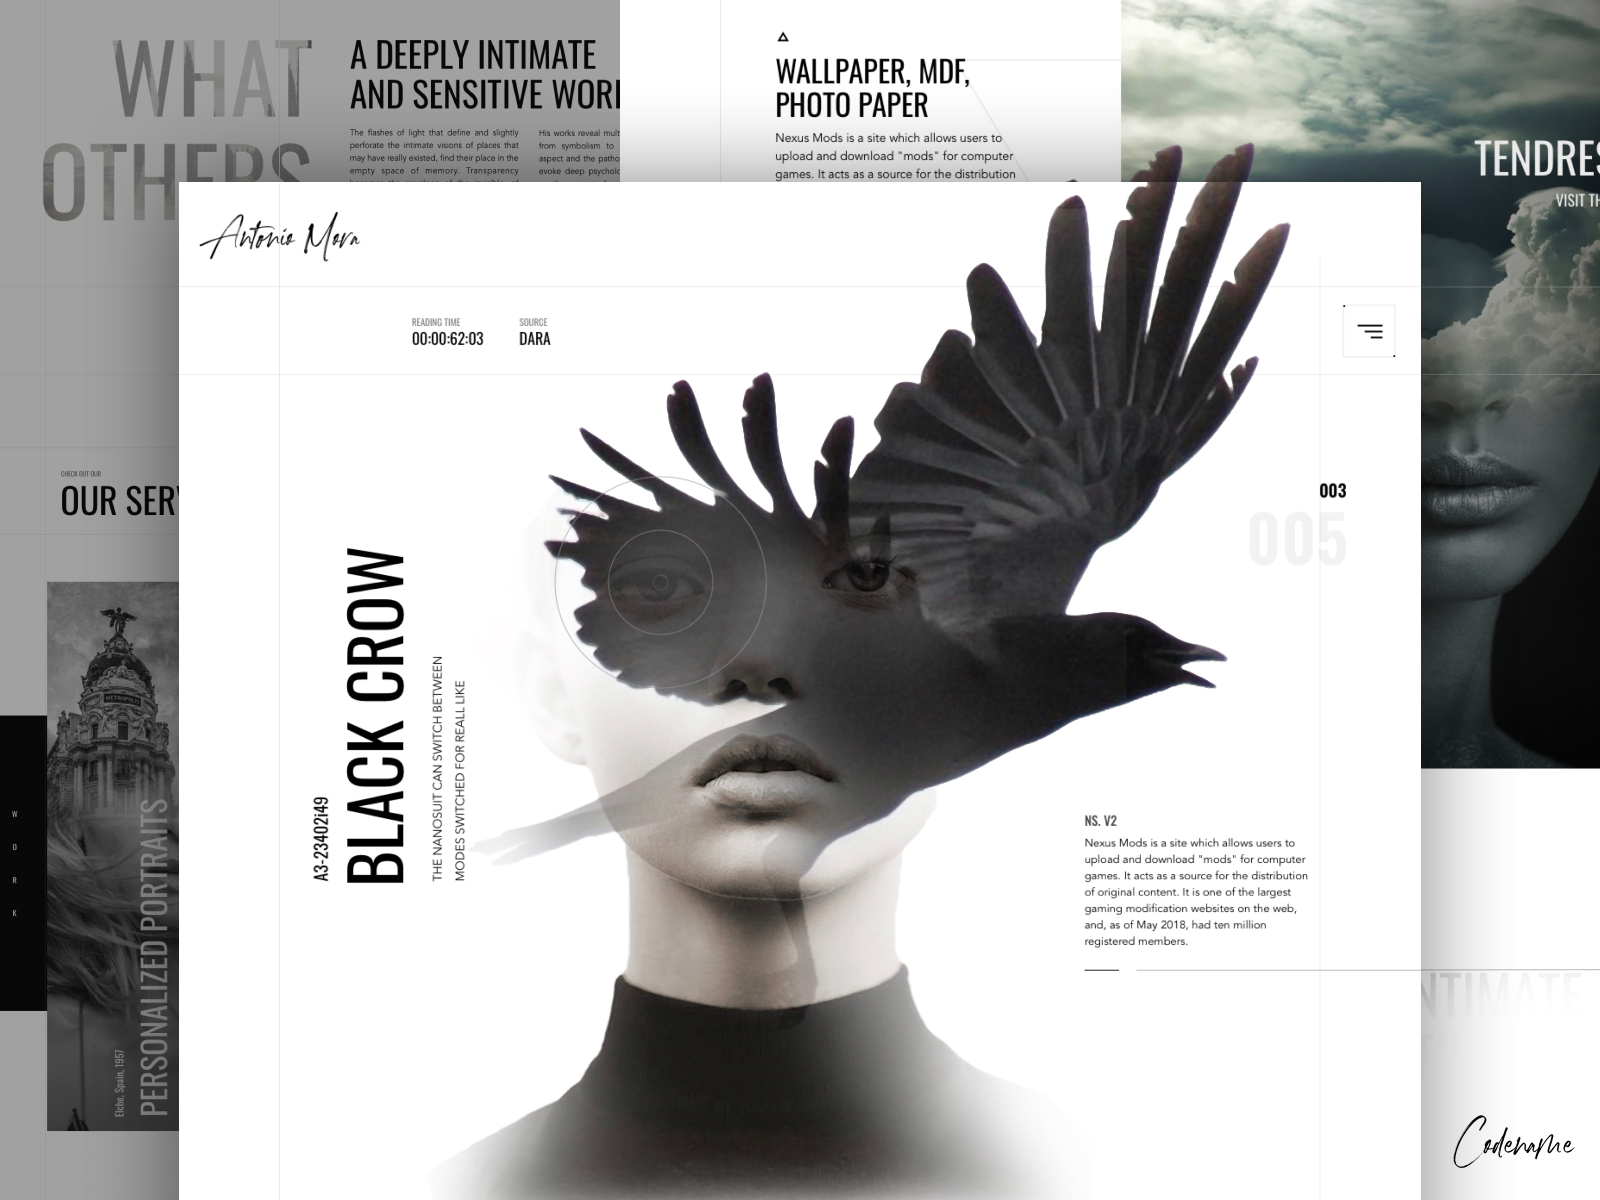 WHAT
OTHERS
A DEEPLY INTIMATE
AND SENSITIVE WOR
The flashes of light that define and slightly
perforate the intimate visions of places that
may have really existed, find their place in the
empty space of memory. Transparency
His works reveal mult
from symbolism to
aspect and the patho
evoke deep psycholo
WALLPAPER, MDF,
PHOTO PAPER
Nexus Mods is a site which allows users to
upload and download "mods" for computer
games. It acts as a source for the distribution
TENDRES
VISIT TH
Antonio Mora
READING TIME
00:00:62:03
SOURCE
DARA
CHECK OUT OUR
OUR SERV
003
005
A3-23402i49
BLACK CROW
THE NANOSUIT CAN SWITCH BETWEEN
MODES SWITCHED FOR REALL LIKE
METROPOLIS
W
O
R
K
Elche, Spain, 1957
PERSONALIZED PORTRAITS
NS. V2
Nexus Mods is a site which allows users to
upload and download "mods" for computer
games. It acts as a source for the distribution
of original content. It is one of the largest
gaming modification websites on the web,
and, as of May 2018, had ten million
registered members.
NTIMATE
Codename